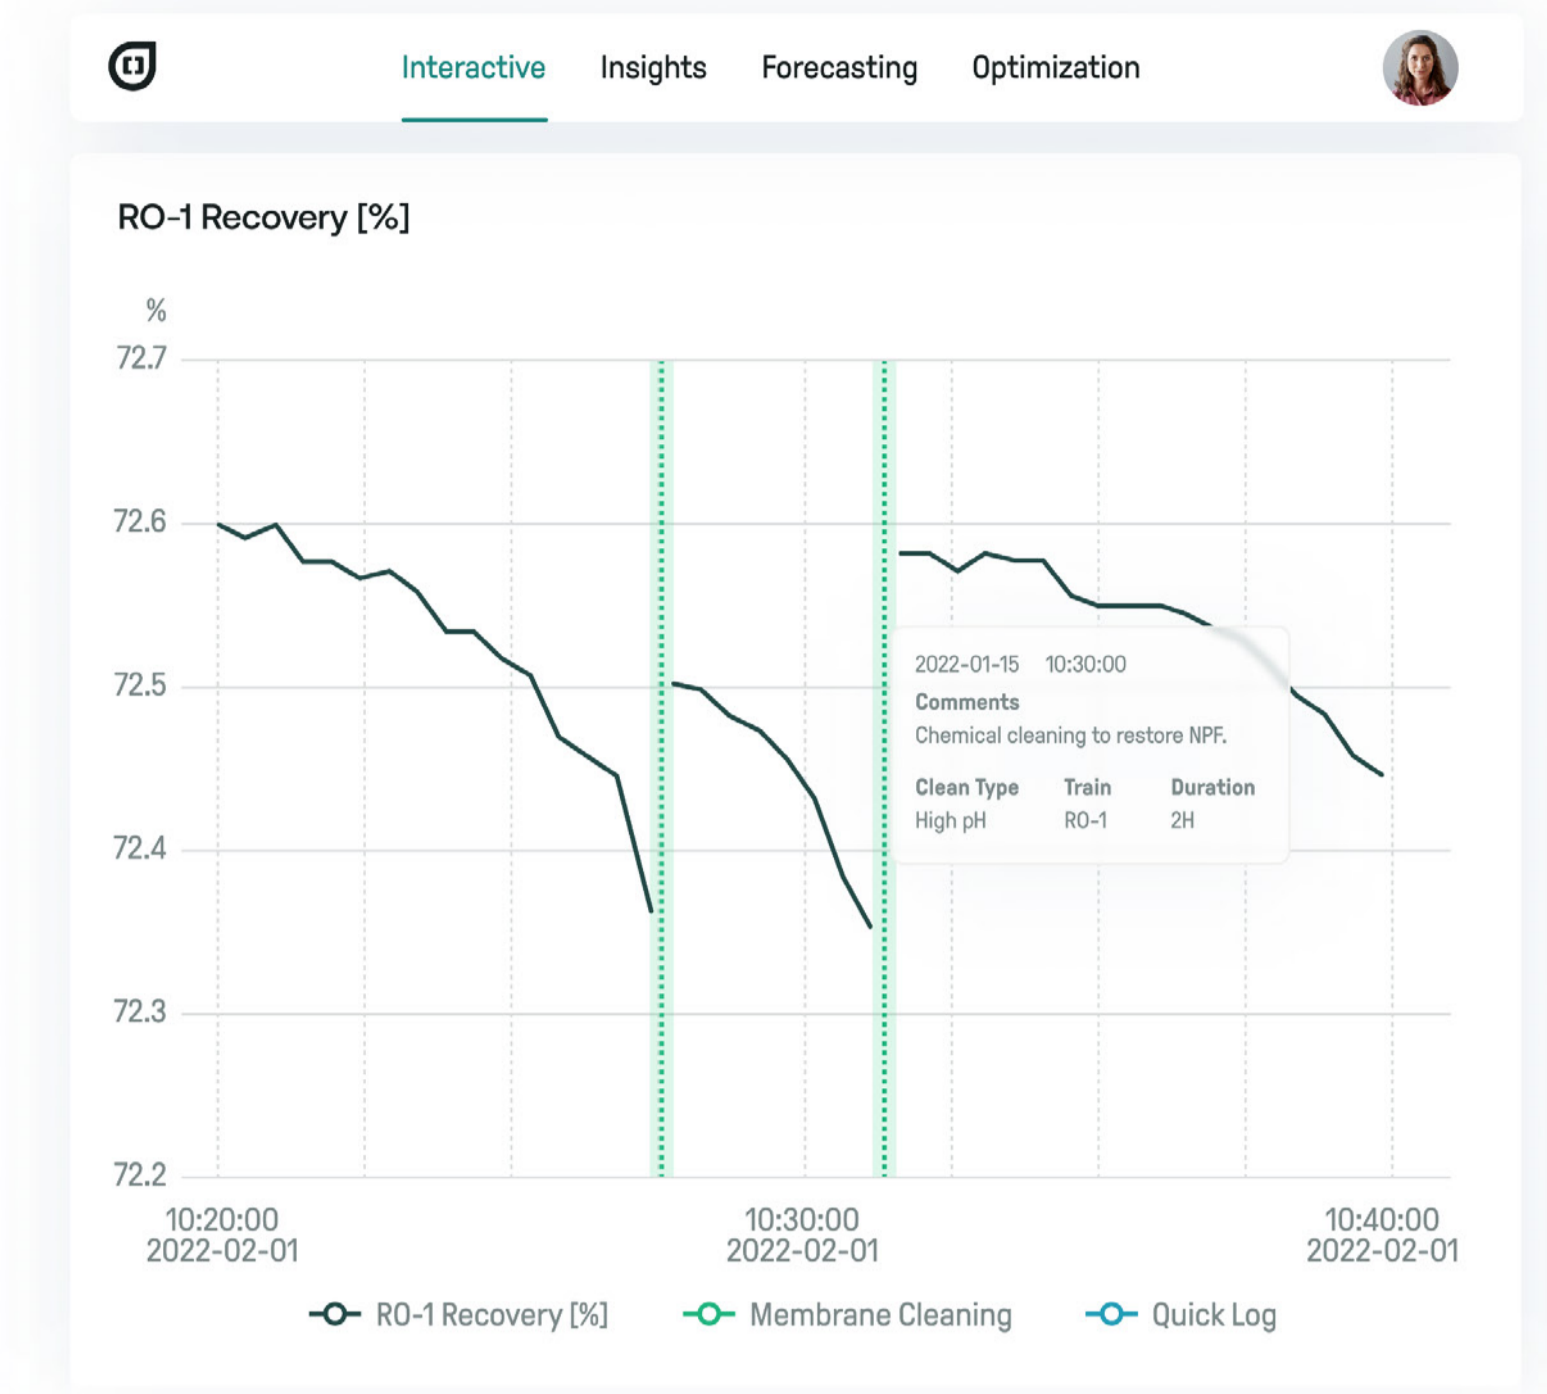 Interactive Insights Forecasting Optimization
RO-1 Recovery [%]
%
72.7
72.6
72.5
72.4
72.3
72.2
2022-01-15 10:30:00
Comments
Chemical cleaning to restore NPF.
Clean Type Train Duration
High pH RO-1 2H
10:20:00 10:30:00 10:40:00
2022-02-01 2022-02-01 2022-02-01
RO-1 Recovery [%] Membrane Cleaning Quick Log